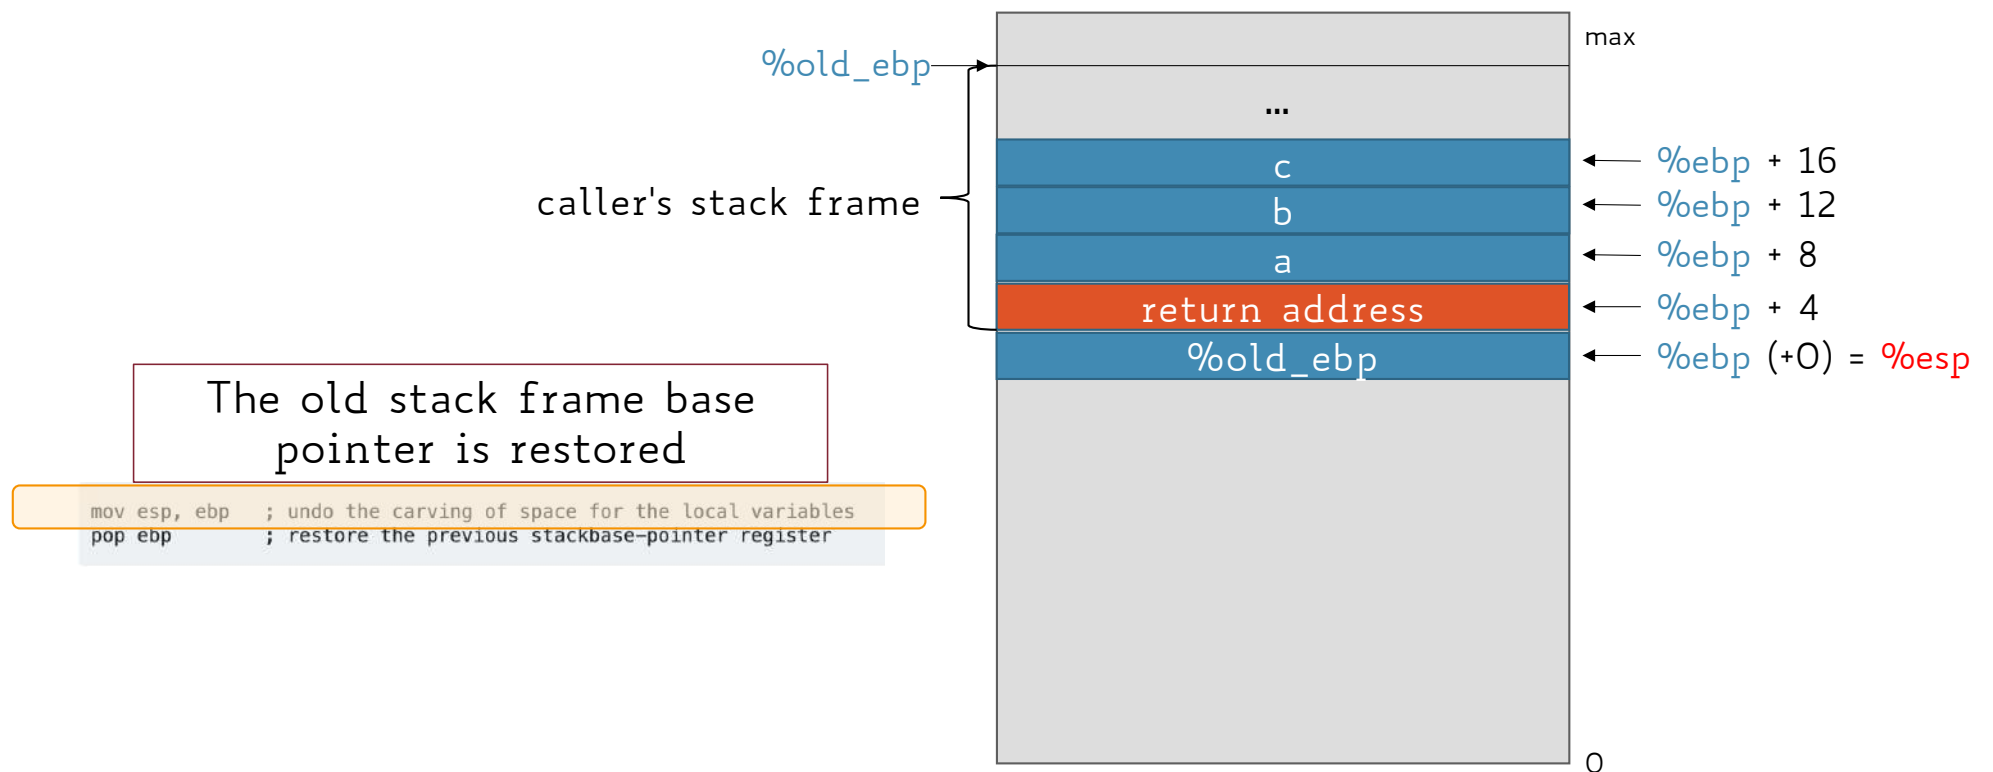 max
%old_ebp
...
c
%ebp + 16
b
%ebp + 12
caller's stack frame
a
%ebp + 8
return address
%ebp + 4
%old_ebp
%ebp (+0) = %esp
The old stack frame base
pointer is restored
mov esp, ebp ; undo the carving of space for the local variables
pop ebp ; restore the previous stackbase-pointer register
0